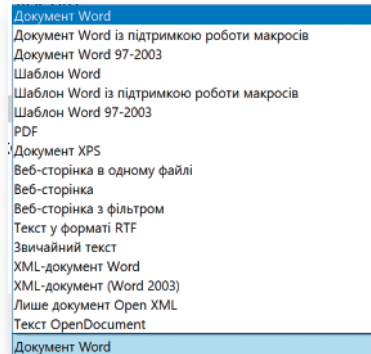 Документ Word
Документ Word із підтримкою роботи макросів
Документ Word 97-2003
Шаблон Word
Шаблон Word із підтримкою роботи макросів
Шаблон Word 97-2003
PDF
Документ XPS
Веб-сторінка в одному файлі
Веб-сторінка
Веб-сторінка з фільтром
Текст у форматі RTF
Звичайний текст
XML-документ Word
XML-документ (Word 2003)
Лише документ Open XML
Текст OpenDocument
Документ Word